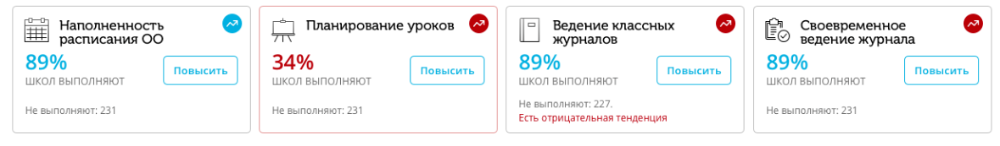 Наполненность
расписания ОО
89%
ШКОЛ ВЫПОЛНЯЮТ
Повысить
Не выполняют: 231
Планирование уроков
34%
ШКОЛ ВЫПОЛНЯЮТ
Повысить
Не выполняют: 231
Ведение классных
журналов
89%
ШКОЛ ВЫПОЛНЯЮТ
Повысить
Не выполняют: 227.
Есть отрицательная тенденция
Своевременное
ведение журнала
89%
ШКОЛ ВЫПОЛНЯЮТ
Повысить
Не выполняют: 231